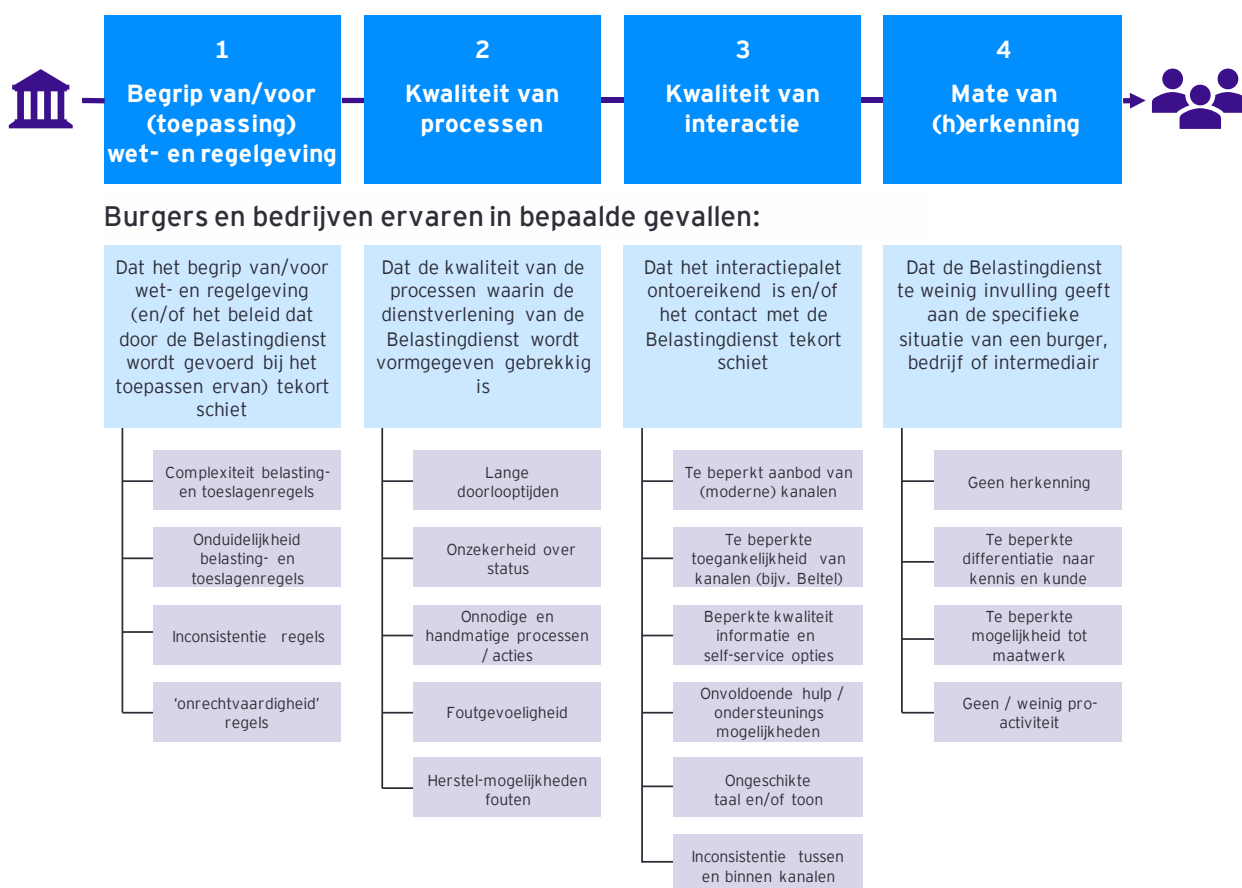 1
Begrip van/voor
(toepassing)
wet- en regelgeving
2
Kwaliteit van
processen
3
Kwaliteit van
interactie
4
Mate van
(h)erkenning
Burgers en bedrijven ervaren in bepaalde gevallen:
Dat het begrip van/voor
wet- en regelgeving
(en/of het beleid dat
door de Belastingdienst
wordt gevoerd bij het
toepassen ervan) tekort
schiet
Complexiteit belasting-
en toeslagenregels
Onduidelijkheid
belasting- en
toeslagenregels
Inconsistentie regels
‘onrechtvaardigheid’
regels
Dat de kwaliteit van de
processen waarin de
dienstverlening van de
Belastingdienst wordt
vormgegeven gebrekkig
is
Lange
doorlooptijden
Onzekerheid over
status
Onnodige en
handmatige processen
/ acties
Foutgevoeligheid
Herstel-mogelijkheden
fouten
Dat het interactiepalet
ontoereikend is en/of
het contact met de
Belastingdienst tekort
schiet
Te beperkt aanbod van
(moderne) kanalen
Te beperkte
toegankelijkheid van
kanalen (bijv. Beltel)
Beperkte kwaliteit
informatie en
self-service opties
Onvoldoende hulp /
ondersteunings
mogelijkheden
Ongeschikte
taal en/of toon
Inconsistentie tussen
en binnen kanalen
Dat de Belastingdienst
te weinig invulling geeft
aan de specifieke
situatie van een burger,
bedrijf of intermediair
Geen herkenning
Te beperkte
differentiatie naar
kennis en kunde
Te beperkte
mogelijkheid tot
maatwerk
Geen / weinig pro-
activiteit